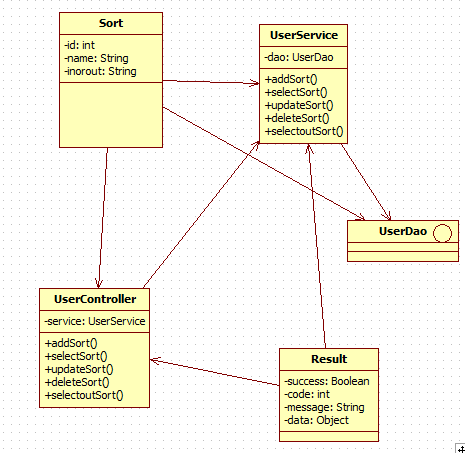 Sort
-id: int
-name: String
-inorout: String
UserService
-dao: UserDao
+addSort()
+selectSort()
+updateSort()
+deleteSort()
+selectoutSort()
UserDao
UserController
-service: UserService
+addSort()
+selectSort()
+updateSort()
+deleteSort()
+selectoutSort()
Result
-success: Boolean
-code: int
-message: String
-data: Object